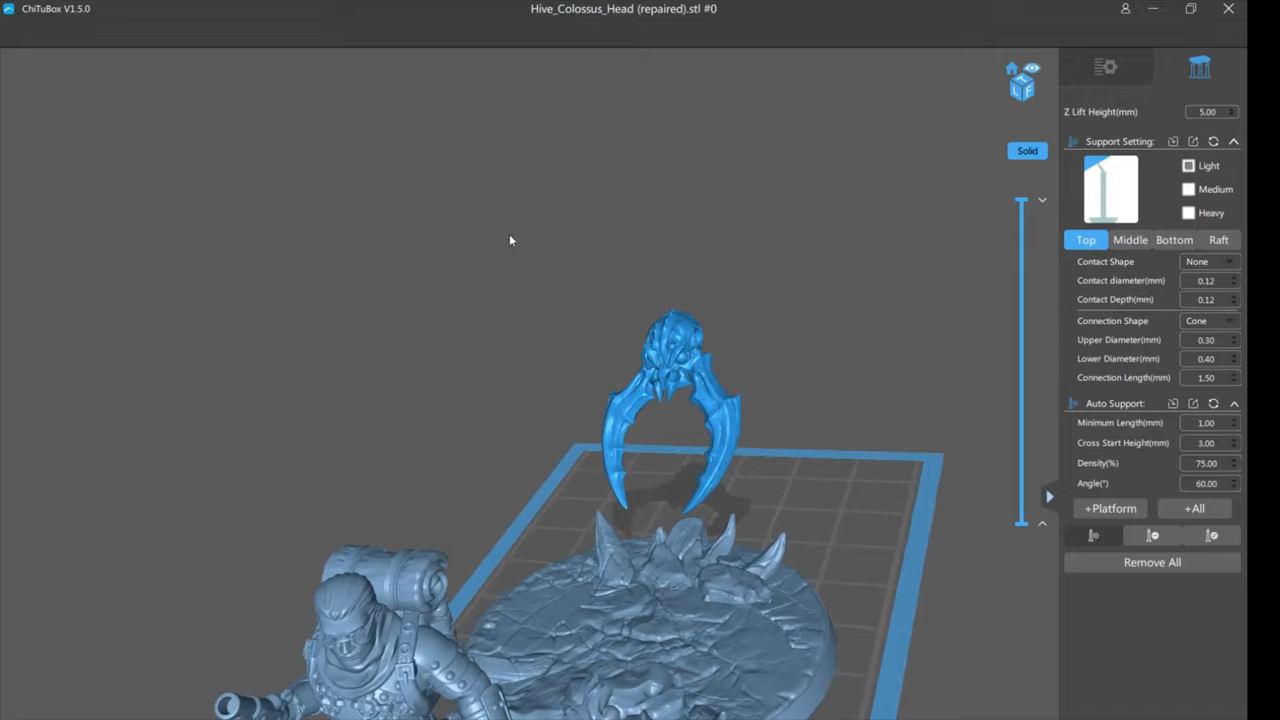 ChiTuBox V1.5.0
Hive_Colossus_Head (repaired).stl #0
Z Lift Height(mm) 5.00
Support Setting:
Solid
Light
Medium
Heavy
Top Middle Bottom Raft
Contact Shape None
Contact diameter(mm) 0.12
Contact Depth(mm) 0.12
Connection Shape Cone
Upper Diameter(mm) 0.30
Lower Diameter(mm) 0.40
Connection Length(mm) 1.50
Auto Support:
Minimum Length(mm) 1.00
Cross Start Height(mm) 3.00
Density(%) 75.00
Angle(°) 60.00
+Platform +All
Remove All